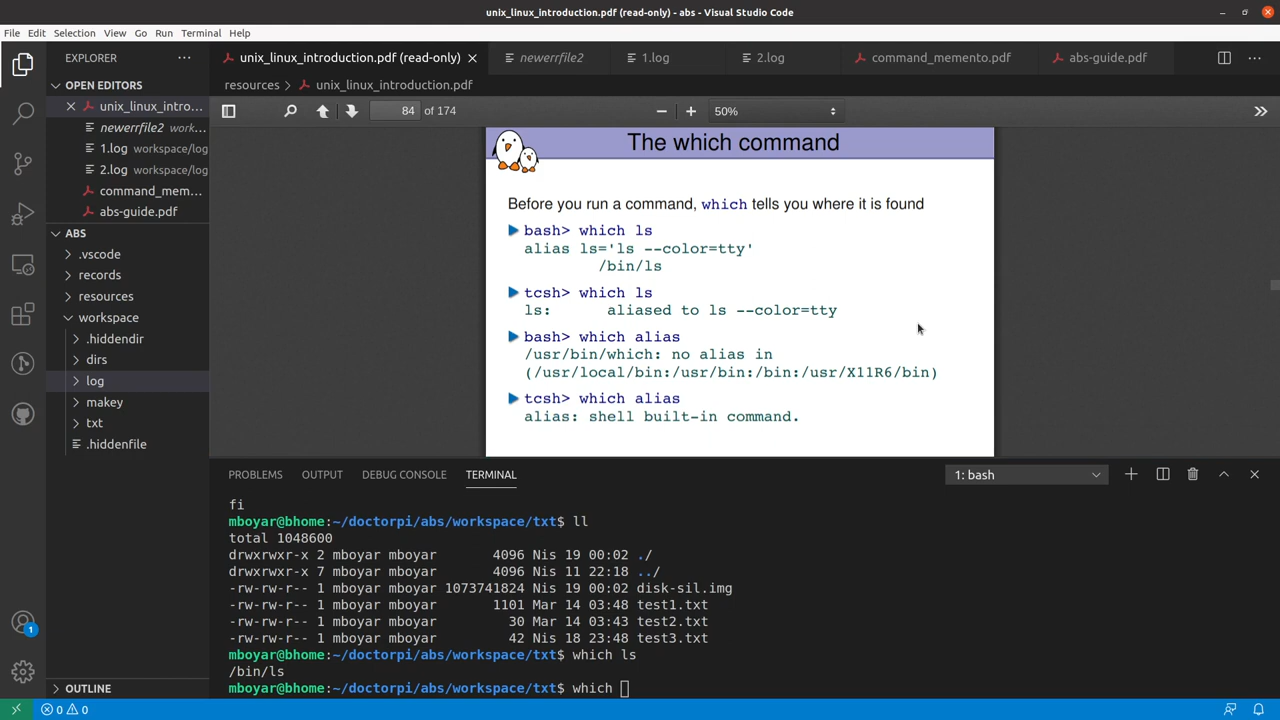 unix_linux_introduction.pdf (read-only) - abs - Visual Studio Code
File Edit Selection View Go Run Terminal Help
EXPLORER
OPEN EDITORS
unix_linux_intro...
newerrfile2 work...
1.log workspace/log
2.log workspace/log
command_mem...
abs-guide.pdf
ABS
.vscode
records
resources
workspace
.hiddendir
dirs
log
makey
txt
.hiddenfile
OUTLINE
unix_linux_introduction.pdf (read-only) newerrfile2 1.log 2.log command_memento.pdf abs-guide.pdf
resources > unix_linux_introduction.pdf
84 of 174 50%
The which command
Before you run a command, which tells you where it is found
bash> which ls
alias ls='ls --color=tty'
/bin/ls
tcsh> which ls
ls: aliased to ls --color=tty
bash> which alias
/usr/bin/which: no alias in
(/usr/local/bin:/usr/bin:/bin:/usr/X11R6/bin)
tcsh> which alias
alias: shell built-in command.
PROBLEMS OUTPUT DEBUG CONSOLE TERMINAL 1: bash
fi
mboyar@bhome:~/doctorpi/abs/workspace/txt$ ll
total 1048600
drwxrwxr-x 2 mboyar mboyar 4096 Nis 19 00:02 ./
drwxrwxr-x 7 mboyar mboyar 4096 Nis 11 22:18 ../
-rw-rw-r-- 1 mboyar mboyar 1073741824 Nis 19 00:02 disk-sil.img
-rw-rw-r-- 1 mboyar mboyar 1101 Mar 14 03:48 test1.txt
-rw-rw-r-- 1 mboyar mboyar 30 Mar 14 03:43 test2.txt
-rw-rw-r-- 1 mboyar mboyar 42 Nis 18 23:48 test3.txt
mboyar@bhome:~/doctorpi/abs/workspace/txt$ which ls
/bin/ls
mboyar@bhome:~/doctorpi/abs/workspace/txt$ which
1
0 0